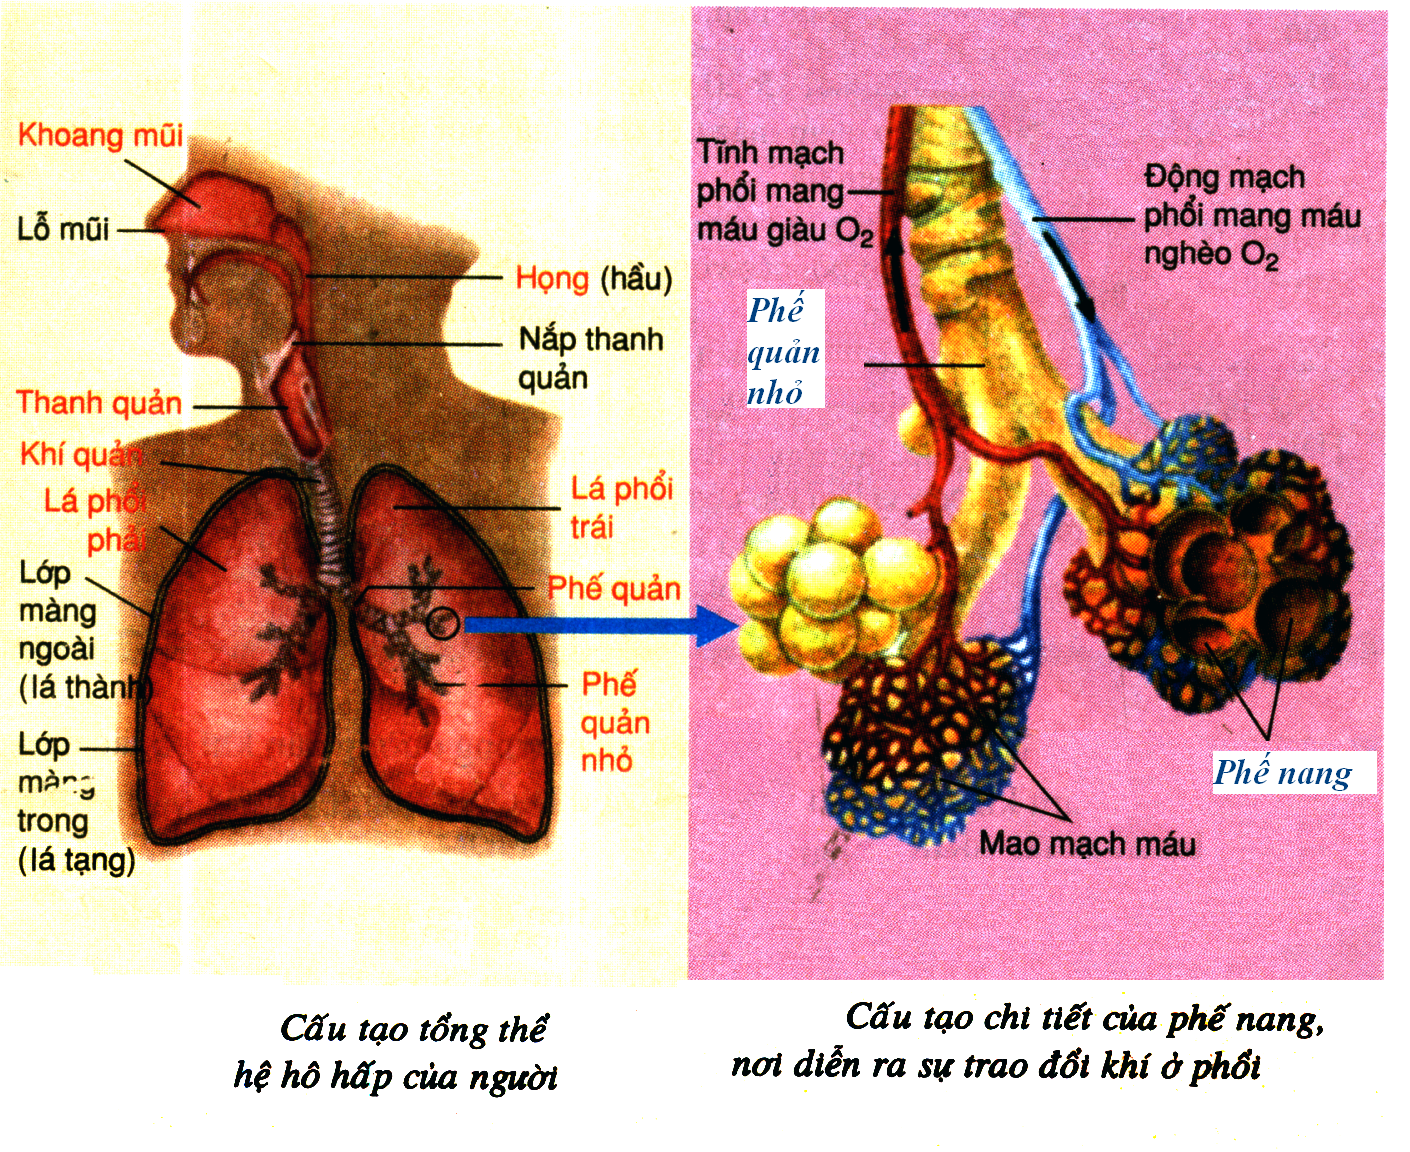 Khoang mũi
Lỗ mũi
Họng (hầu)
Nắp thanh
quản
Thanh quản
Khí quản
Lá phổi
phải
Lá phổi
trái
Lớp
màng
ngoài
(lá thành)
Phế quản
Phế
quản
nhỏ
Lớp
màng
trong
(lá tạng)
Tĩnh mạch
phổi mang
máu giàu O₂
Động mạch
phổi mang máu
nghèo O₂
Phế
quản
nhỏ
Phế nang
Mao mạch máu
Cấu tạo tổng thể
hệ hô hấp của người
Cấu tạo chi tiết của phế nang,
nơi diễn ra sự trao đổi khí ở phổi